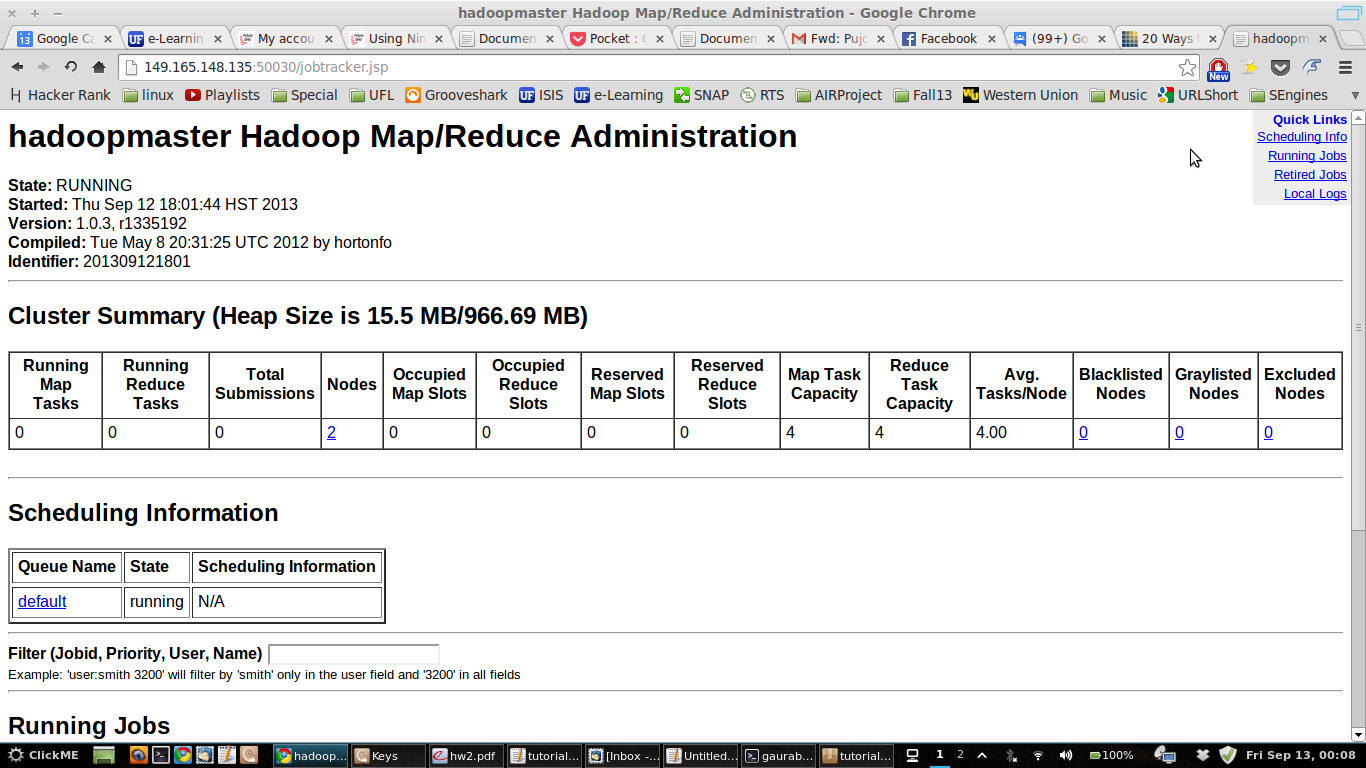 hadoopmaster Hadoop Map/Reduce Administration - Google Chrome
13 Google Ca UF e-Learnin My accou Using Nin Documen Pocket : Documen Fwd: Pujo Facebook (99+) Go 20 Ways hadoopm
149.165.148.135:50030/jobtracker.jsp New
Hacker Rank linux Playlists Special UFL Grooveshark UF ISIS UF e-Learning SNAP RTS AIRProject Fall13 Western Union Music URLShort SEngines
hadoopmaster Hadoop Map/Reduce Administration
Quick Links
Scheduling Info
Running Jobs
Retired Jobs
Local Logs
State: RUNNING
Started: Thu Sep 12 18:01:44 HST 2013
Version: 1.0.3, r1335192
Compiled: Tue May 8 20:31:25 UTC 2012 by hortonfo
Identifier: 201309121801
Cluster Summary (Heap Size is 15.5 MB/966.69 MB)
Running Map Tasks Running Reduce Tasks Total Submissions Nodes Occupied Map Slots Occupied Reduce Slots Reserved Map Slots Reserved Reduce Slots Map Task Capacity Reduce Task Capacity Avg. Tasks/Node Blacklisted Nodes Graylisted Nodes Excluded Nodes
0 0 0 2 0 0 0 0 4 4 4.00 0 0 0
Scheduling Information
Queue Name State Scheduling Information
default running N/A
Filter (Jobid, Priority, User, Name)
Example: 'user:smith 3200' will filter by 'smith' only in the user field and '3200' in all fields
Running Jobs
ClickME hadoop... Keys hw2.pdf tutorial... [Inbox -... Untitled... gaurab... tutorial... 1 2 100% Fri Sep 13, 00:08